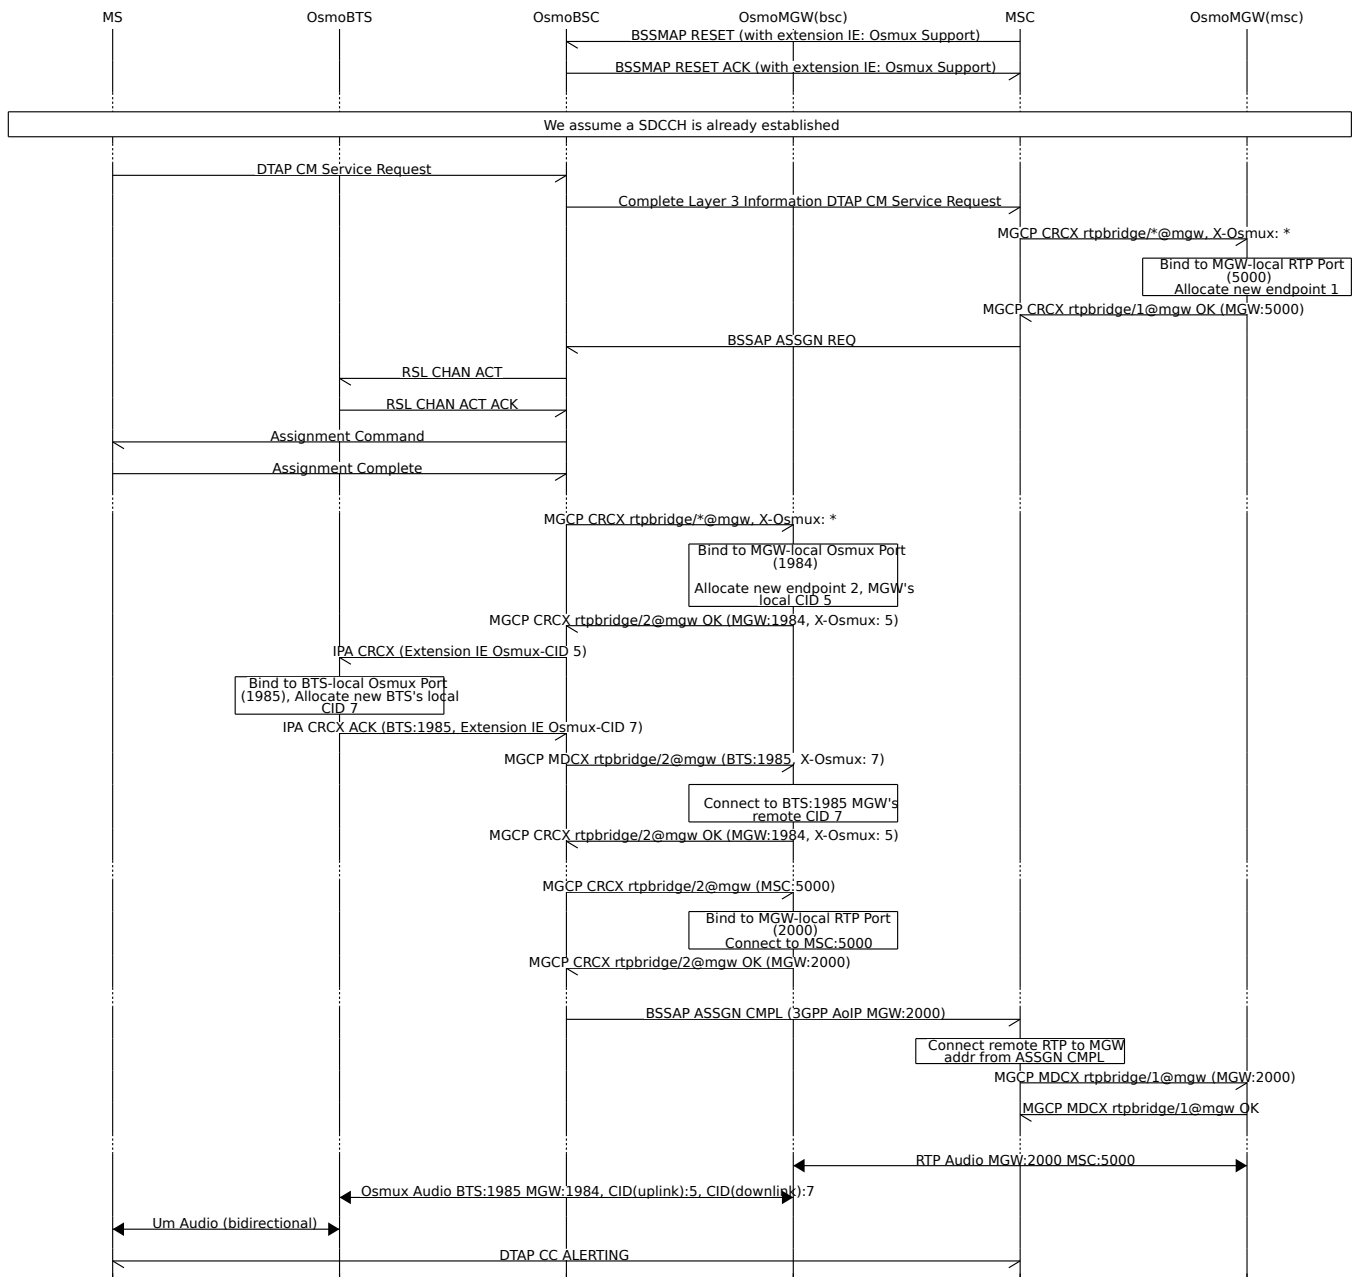 MS OsmoBTS OsmoBSC OsmoMGW(bsc) MSC OsmoMGW(msc)
BSSMAP RESET (with extension IE: Osmux Support)
BSSMAP RESET ACK (with extension IE: Osmux Support)
We assume a SDCCH is already established
DTAP CM Service Request
Complete Layer 3 Information DTAP CM Service Request
MGCP CRCX rtpbridge/*@mgw, X-Osmux: *
Bind to MGW-local RTP Port
(5000)
Allocate new endpoint 1
MGCP CRCX rtpbridge/1@mgw OK (MGW:5000)
BSSAP ASSGN REQ
RSL CHAN ACT
RSL CHAN ACT ACK
Assignment Command
Assignment Complete
MGCP CRCX rtpbridge/*@mgw, X-Osmux: *
Bind to MGW-local Osmux Port
(1984)
Allocate new endpoint 2, MGW's
local CID 5
MGCP CRCX rtpbridge/2@mgw OK (MGW:1984, X-Osmux: 5)
IPA CRCX (Extension IE Osmux-CID 5)
Bind to BTS-local Osmux Port
(1985), Allocate new BTS's local
CID 7
IPA CRCX ACK (BTS:1985, Extension IE Osmux-CID 7)
MGCP MDCX rtpbridge/2@mgw (BTS:1985, X-Osmux: 7)
Connect to BTS:1985 MGW's
remote CID 7
MGCP CRCX rtpbridge/2@mgw OK (MGW:1984, X-Osmux: 5)
MGCP CRCX rtpbridge/2@mgw (MSC:5000)
Bind to MGW-local RTP Port
(2000)
Connect to MSC:5000
MGCP CRCX rtpbridge/2@mgw OK (MGW:2000)
BSSAP ASSGN CMPL (3GPP AoIP MGW:2000)
Connect remote RTP to MGW
addr from ASSGN CMPL
MGCP MDCX rtpbridge/1@mgw (MGW:2000)
MGCP MDCX rtpbridge/1@mgw OK
RTP Audio MGW:2000 MSC:5000
Osmux Audio BTS:1985 MGW:1984, CID(uplink):5, CID(downlink):7
Um Audio (bidirectional)
DTAP CC ALERTING